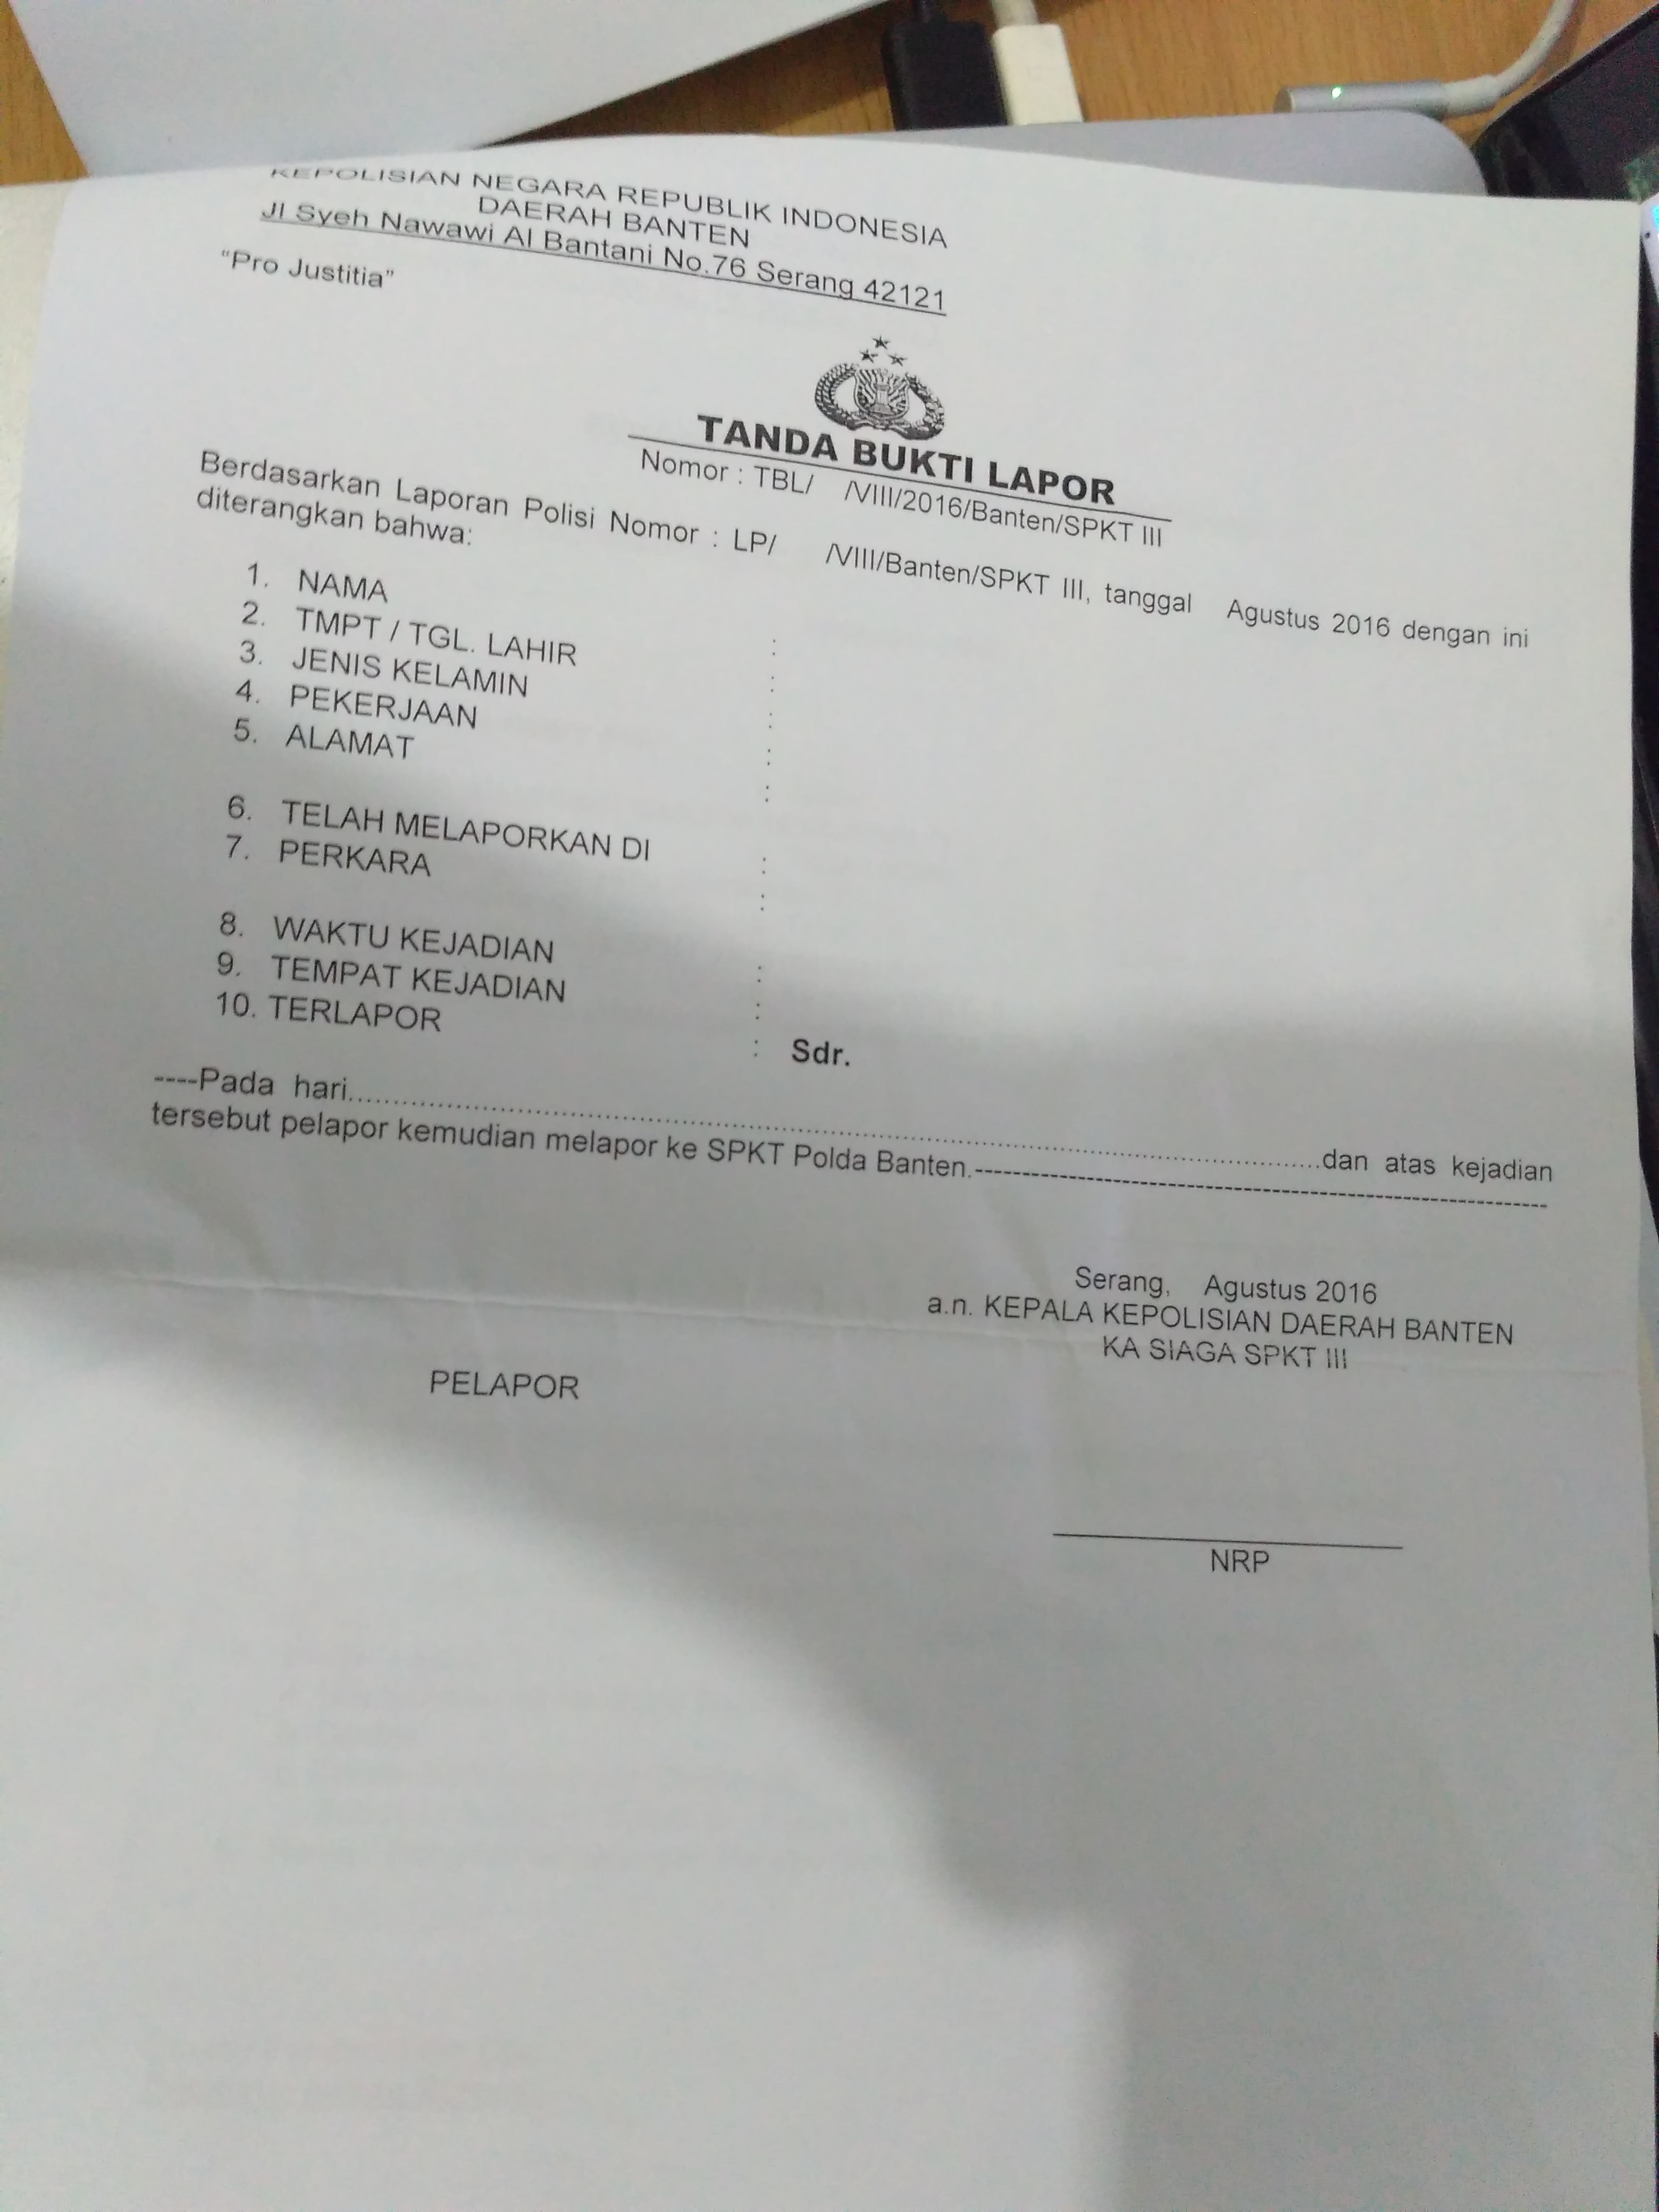 KEPOLISIAN NEGARA REPUBLIK INDONESIA
DAERAH BANTEN
Jl Syeh Nawawi Al Bantani No.76 Serang 42121
“Pro Justitia”
TANDA BUKTI LAPOR
Nomor : TBL/ /VIII/2016/Banten/SPKT III
Berdasarkan Laporan Polisi Nomor : LP/ /VIII/Banten/SPKT III, tanggal Agustus 2016 dengan ini
diterangkan bahwa:
1. NAMA :
2. TMPT / TGL. LAHIR :
3. JENIS KELAMIN :
4. PEKERJAAN :
5. ALAMAT :
6. TELAH MELAPORKAN DI :
7. PERKARA :
8. WAKTU KEJADIAN :
9. TEMPAT KEJADIAN :
10. TERLAPOR : Sdr.
----Pada hari..........................................................................................dan atas kejadian
tersebut pelapor kemudian melapor ke SPKT Polda Banten.------------------------------------------------------------
Serang, Agustus 2016
a.n. KEPALA KEPOLISIAN DAERAH BANTEN
KA SIAGA SPKT III
PELAPOR
NRP